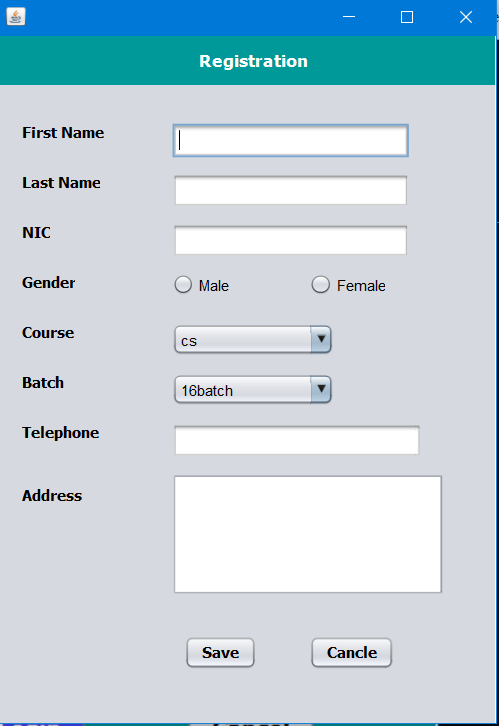 Registration
First Name
Last Name
NIC
Gender Male Female
Course cs
Batch 16batch
Telephone
Address
Save Cancle